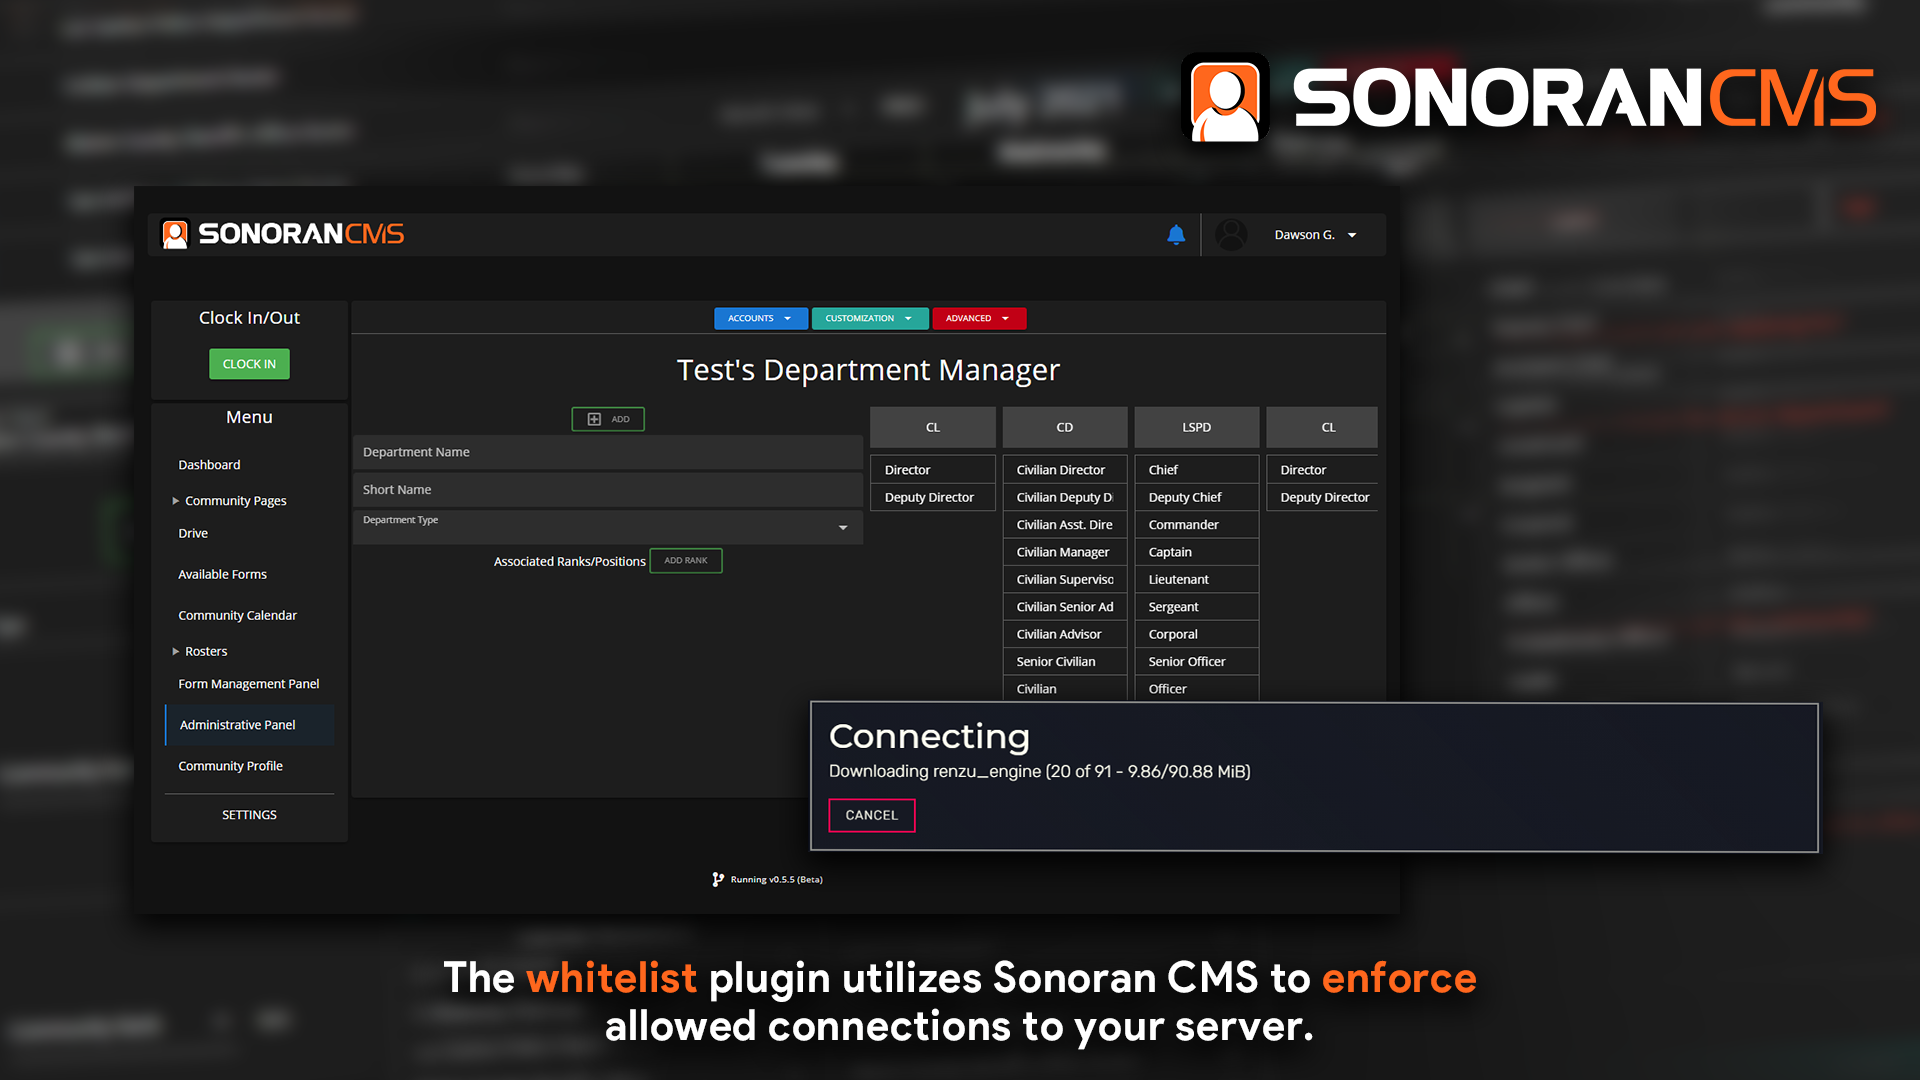 SONORANCMS
SONORANCMS
Dawson G.
Clock In/Out
CLOCK IN
Menu
Dashboard
Community Pages
Drive
Available Forms
Community Calendar
Rosters
Form Management Panel
Administrative Panel
Community Profile
SETTINGS
ACCOUNTS
CUSTOMIZATION
ADVANCED
Test's Department Manager
ADD
Department Name
Short Name
Department Type
Associated Ranks/Positions
ADD RANK
CL
Director
Deputy Director
CD
Civilian Director
Civilian Deputy D
Civilian Asst. Dire
Civilian Manager
Civilian Superviso
Civilian Senior Ad
Civilian Advisor
Senior Civilian
Civilian
LSPD
Chief
Deputy Chief
Commander
Captain
Lieutenant
Sergeant
Corporal
Senior Officer
Officer
CL
Director
Deputy Director
Connecting
Downloading renzu_engine (20 of 91 - 9.86/90.88 MiB)
CANCEL
Running v0.5.5 (Beta)
The whitelist plugin utilizes Sonoran CMS to enforce
allowed connections to your server.